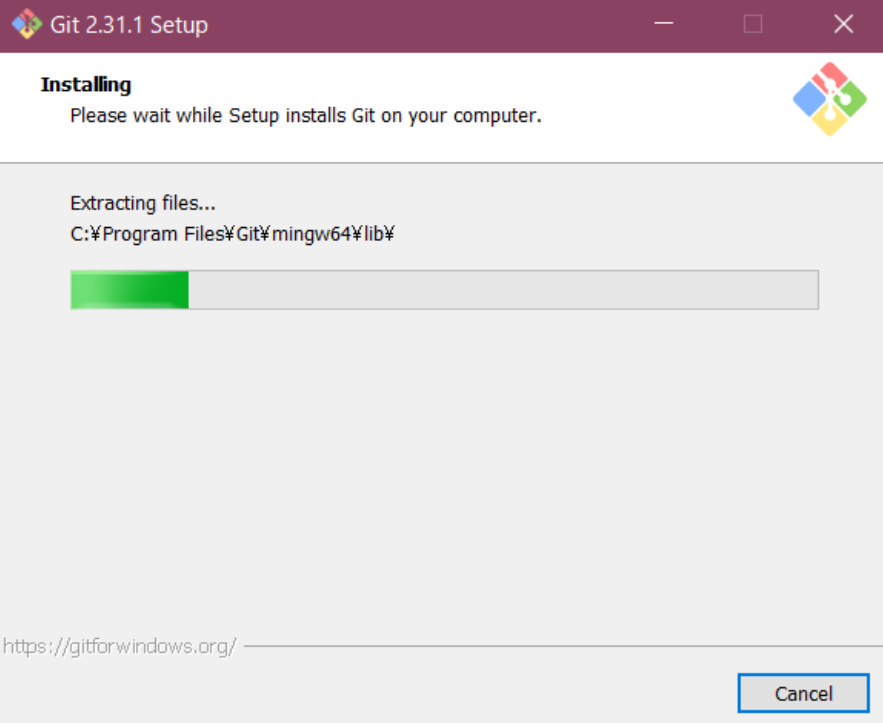 Git 2.31.1 Setup
Installing
Please wait while Setup installs Git on your computer.
Extracting files...
C:¥Program Files¥Git¥mingw64¥lib¥
https://gitforwindows.org/
Cancel